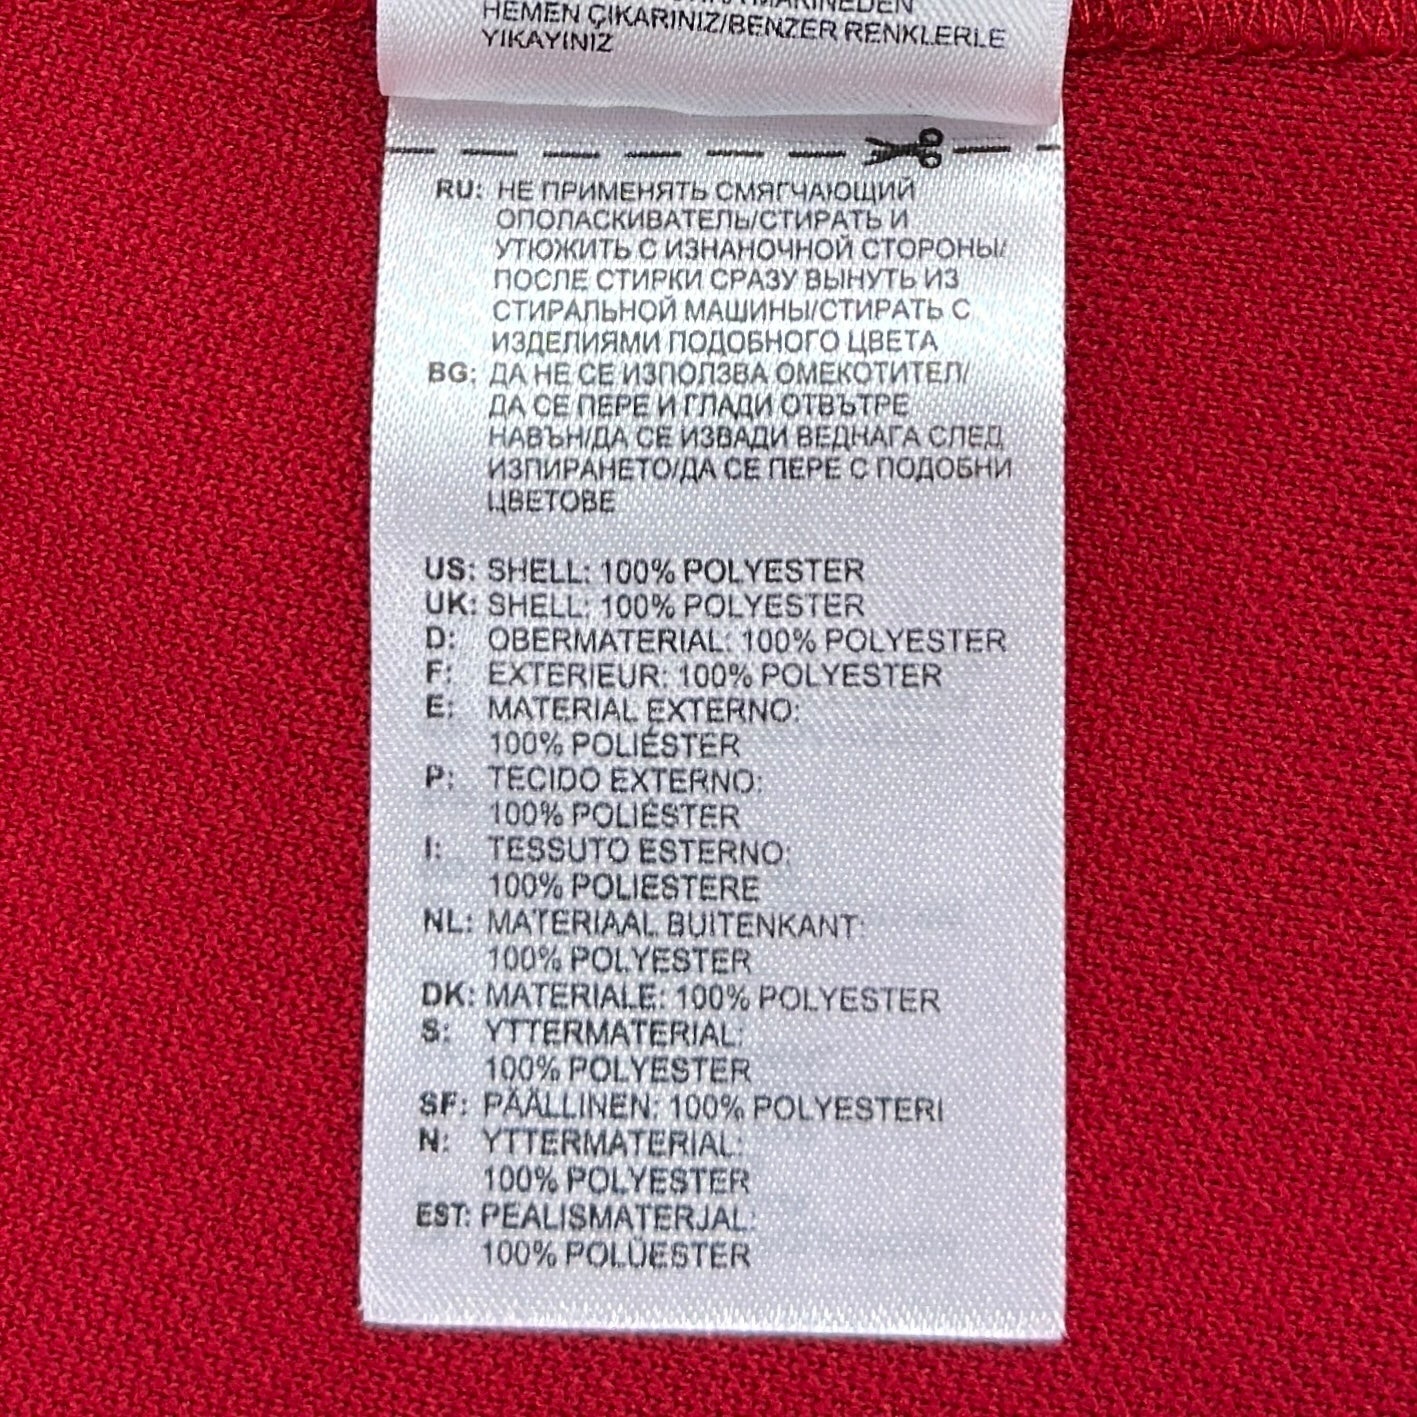 HEMEN ÇIKARINIZ/BENZER RENKLERLE
YIKAYINIZ
RU: НЕ ПРИМЕНЯТЬ СМЯГЧАЮЩИЙ
ОПОЛАСКИВАТЕЛЬ/СТИРАТЬ И
УТЮЖИТЬ С ИЗНАНОЧНОЙ СТОРОНЫ/
ПОСЛЕ СТИРКИ СРАЗУ ВЫНУТЬ ИЗ
СТИРАЛЬНОЙ МАШИНЫ/СТИРАТЬ С
ИЗДЕЛИЯМИ ПОДОБНОГО ЦВЕТА
BG: ДА НЕ СЕ ИЗПОЛЗВА ОМЕКОТИТЕЛ/
ДА СЕ ПЕРЕ И ГЛАДИ ОТВЪТРЕ
НАВЪН/ДА СЕ ИЗВАДИ ВЕДНАГА СЛЕД
ИЗПИРАНЕТО/ДА СЕ ПЕРЕ С ПОДОБНИ
ЦВЕТОВЕ
US: SHELL: 100% POLYESTER
UK: SHELL: 100% POLYESTER
D: OBERMATERIAL: 100% POLYESTER
F: EXTERIEUR: 100% POLYESTER
E: MATERIAL EXTERNO:
100% POLIÉSTER
P: TECIDO EXTERNO:
100% POLIÉSTER
I: TESSUTO ESTERNO:
100% POLIESTERE
NL: MATERIAAL BUITENKANT:
100% POLYESTER
DK: MATERIALE: 100% POLYESTER
S: YTTERMATERIAL:
100% POLYESTER
SF: PÄÄLLINEN: 100% POLYESTERI
N: YTTERMATERIAL:
100% POLYESTER
EST: PEALISMATERJAL:
100% POLÜESTER